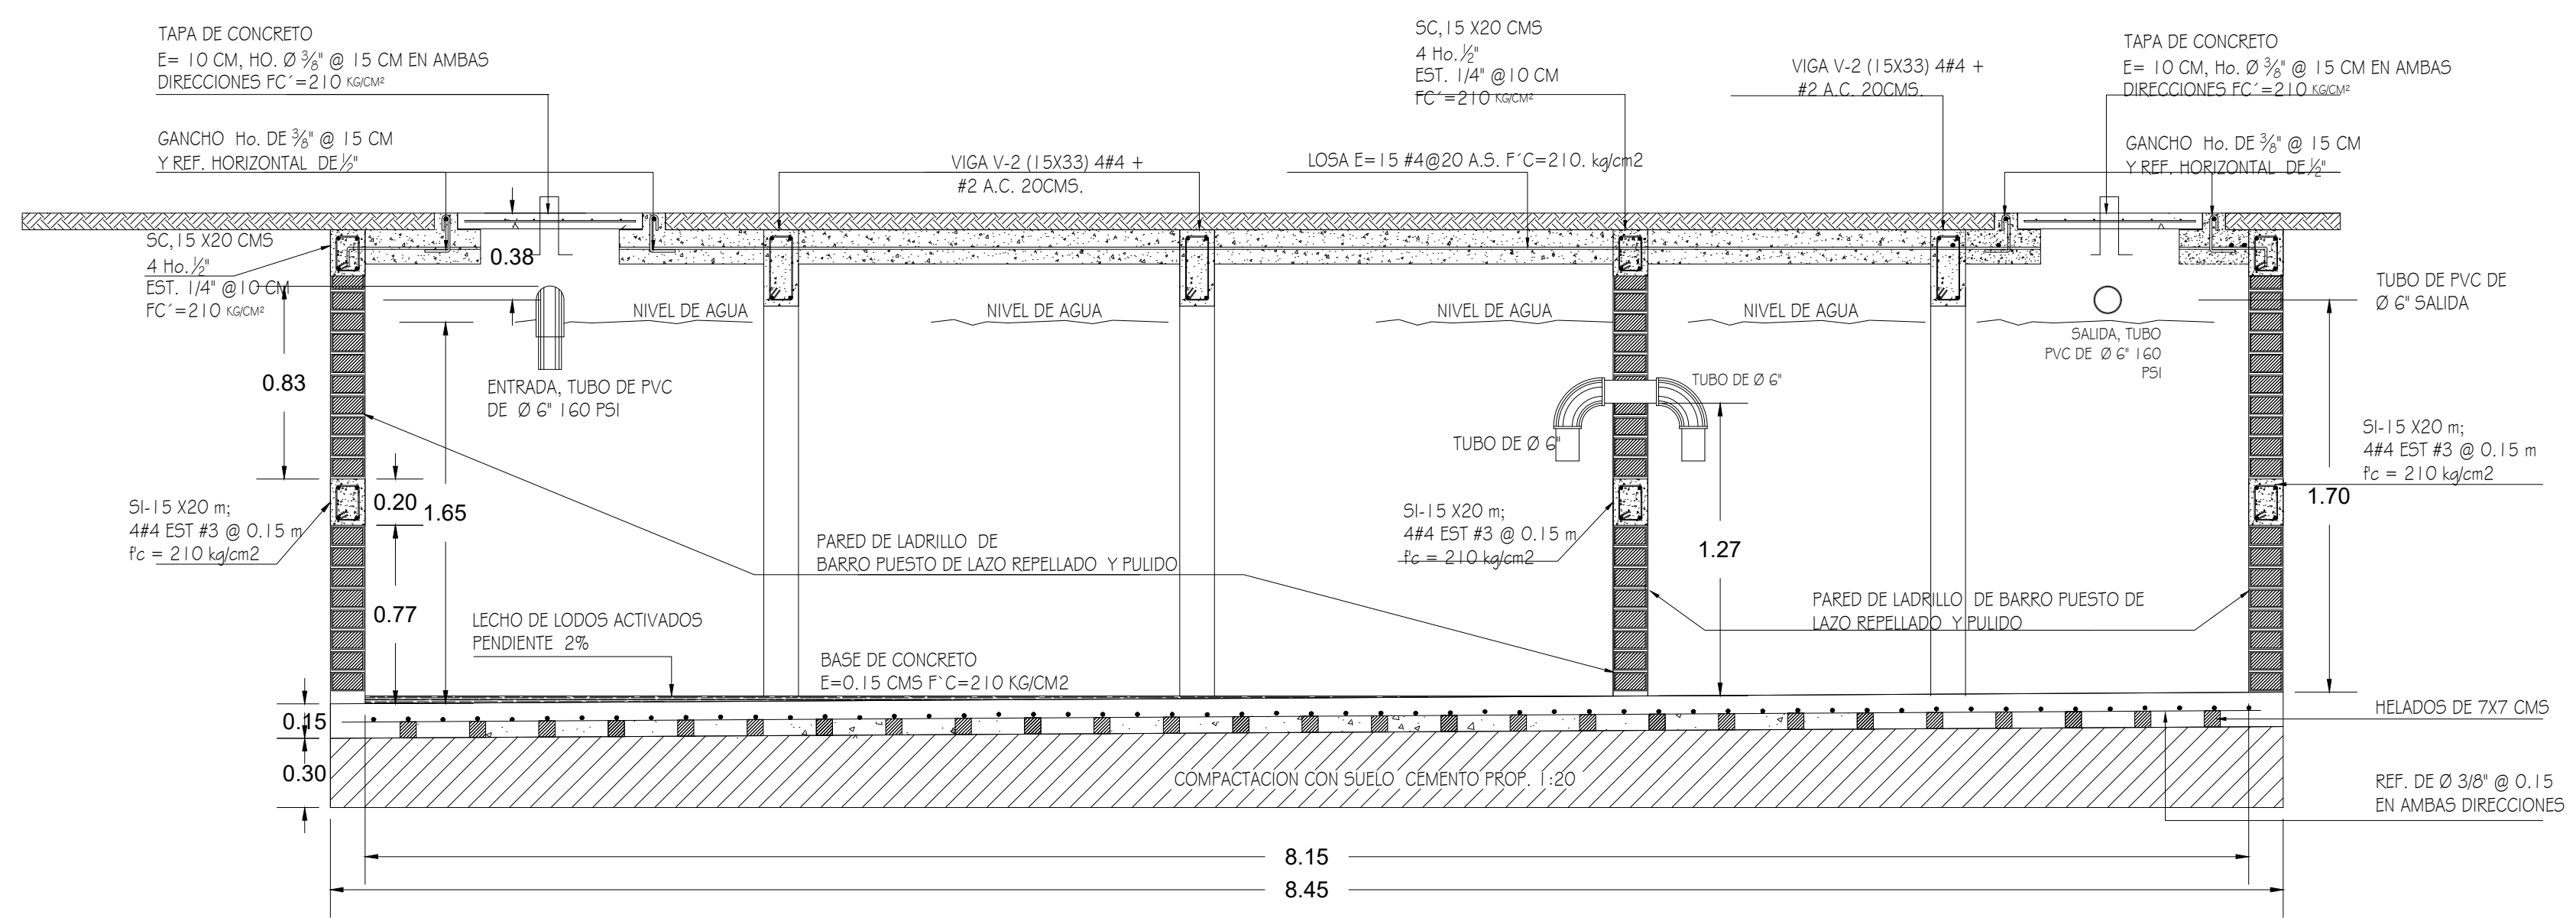 TAPA DE CONCRETO
E= 10 CM, HO. Ø 3/8" @ 15 CM EN AMBAS
DIRECCIONES FC´=210 KG/CM²
GANCHO Ho. DE 3/8" @ 15 CM
Y REF. HORIZONTAL DE 1/2"
SC,15 X20 CMS
4 Ho. 1/2"
EST. 1/4" @10 CM
FC´=210 KG/CM²
VIGA V-2 (15X33) 4#4 +
#2 A.C. 20CMS.
LOSA E=15 #4@20 A.S. F´C=210. kg/cm2
SC,15 X20 CMS
4 Ho. 1/2"
EST. 1/4" @10 CM
FC´=210 KG/CM²
VIGA V-2 (15X33) 4#4 +
#2 A.C. 20CMS.
TAPA DE CONCRETO
E= 10 CM, Ho. Ø 3/8" @ 15 CM EN AMBAS
DIRECCIONES FC´=210 KG/CM²
GANCHO Ho. DE 3/8" @ 15 CM
Y REF. HORIZONTAL DE 1/2"
0.38
NIVEL DE AGUA
NIVEL DE AGUA
NIVEL DE AGUA
NIVEL DE AGUA
TUBO DE PVC DE
Ø 6" SALIDA
SALIDA, TUBO
PVC DE Ø 6" 160
PSI
0.83
ENTRADA, TUBO DE PVC
DE Ø 6" 160 PSI
TUBO DE Ø 6"
TUBO DE Ø 6"
SI-15 X20 m;
4#4 EST #3 @ 0.15 m
f'c = 210 kg/cm2
0.20
1.65
SI-15 X20 m;
4#4 EST #3 @ 0.15 m
f'c = 210 kg/cm2
1.27
SI-15 X20 m;
4#4 EST #3 @ 0.15 m
f'c = 210 kg/cm2
1.70
PARED DE LADRILLO DE
BARRO PUESTO DE LAZO REPELLADO Y PULIDO
0.77
LECHO DE LODOS ACTIVADOS
PENDIENTE 2%
PARED DE LADRILLO DE BARRO PUESTO DE
LAZO REPELLADO Y PULIDO
BASE DE CONCRETO
E=0.15 CMS F`C=210 KG/CM2
0.15
HELADOS DE 7X7 CMS
0.30
COMPACTACION CON SUELO CEMENTO PROP. 1:20
REF. DE Ø 3/8" @ 0.15
EN AMBAS DIRECCIONES
8.15
8.45